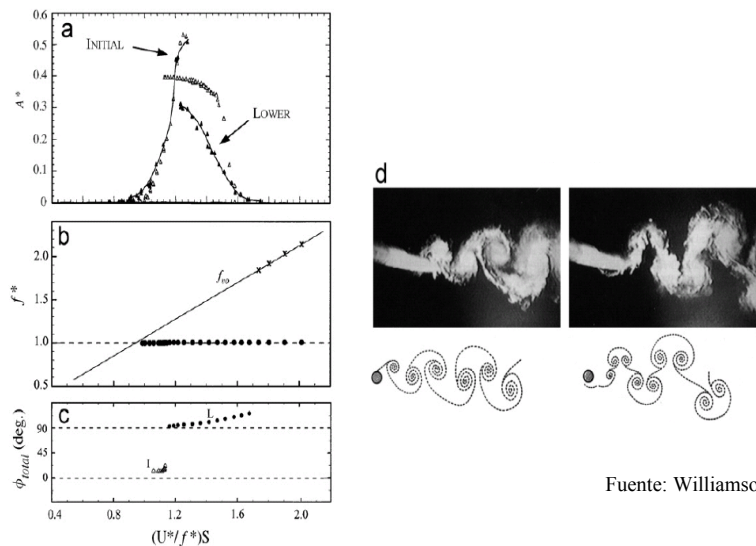 a
INITIAL
LOWER
A*
0.6
0.5
0.4
0.3
0.2
0.1
0
b
f_vo
f*
2.0
1.5
1.0
0.5
c
L
I
ϕ_total (deg.)
90
45
0
0.4 0.8 1.2 1.6 2.0
(U*/f*)S
d
Fuente: Williamso